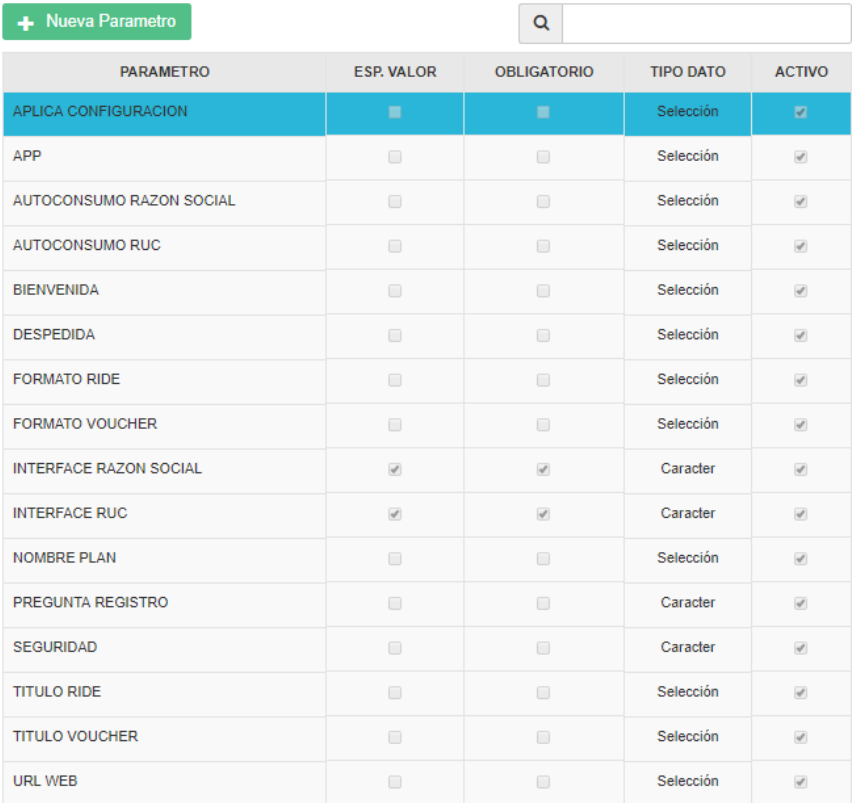 Nueva Parametro
PARAMETRO ESP. VALOR OBLIGATORIO TIPO DATO ACTIVO
APLICA CONFIGURACION Selección
APP Selección
AUTOCONSUMO RAZON SOCIAL Selección
AUTOCONSUMO RUC Selección
BIENVENIDA Selección
DESPEDIDA Selección
FORMATO RIDE Selección
FORMATO VOUCHER Selección
INTERFACE RAZON SOCIAL Caracter
INTERFACE RUC Caracter
NOMBRE PLAN Selección
PREGUNTA REGISTRO Caracter
SEGURIDAD Caracter
TITULO RIDE Selección
TITULO VOUCHER Selección
URL WEB Selección